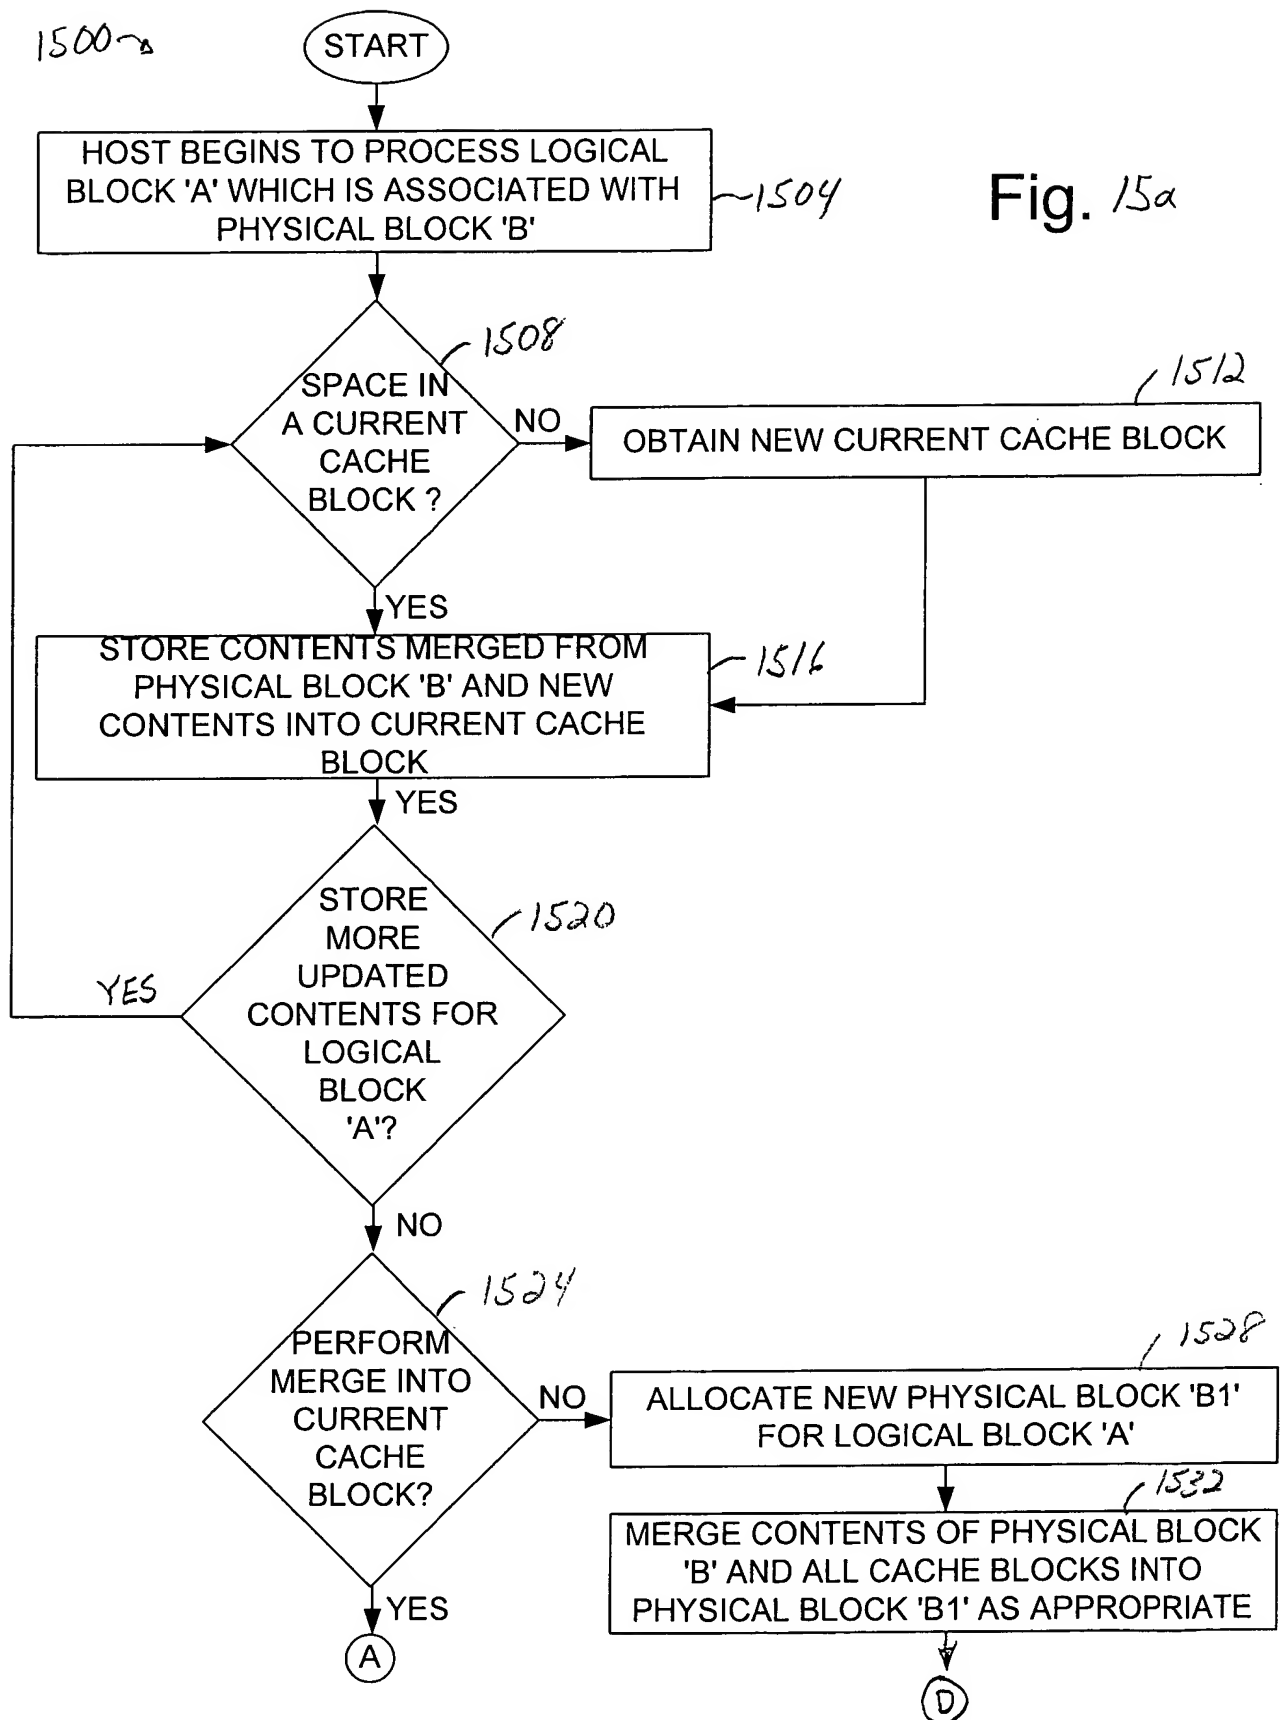 1500
START
HOST BEGINS TO PROCESS LOGICAL
BLOCK 'A' WHICH IS ASSOCIATED WITH
PHYSICAL BLOCK 'B'
1504
Fig. 15a
1508
SPACE IN
A CURRENT
CACHE
BLOCK ?
NO
1512
OBTAIN NEW CURRENT CACHE BLOCK
YES
STORE CONTENTS MERGED FROM
PHYSICAL BLOCK 'B' AND NEW
CONTENTS INTO CURRENT CACHE
BLOCK
1516
YES
STORE
MORE
UPDATED
CONTENTS FOR
LOGICAL
BLOCK
'A'?
1520
YES
NO
1524
PERFORM
MERGE INTO
CURRENT
CACHE
BLOCK?
NO
1528
ALLOCATE NEW PHYSICAL BLOCK 'B1'
FOR LOGICAL BLOCK 'A'
1532
MERGE CONTENTS OF PHYSICAL BLOCK
'B' AND ALL CACHE BLOCKS INTO
PHYSICAL BLOCK 'B1' AS APPROPRIATE
YES
A
D